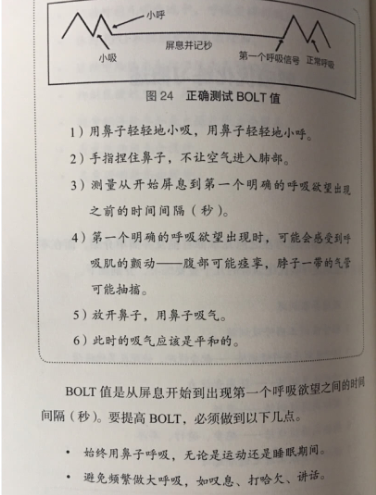 小呼
小吸
屏息并记秒
第一个呼吸信号
正常呼吸
图 24 正确测试 BOLT 值
1）用鼻子轻轻地小吸，用鼻子轻轻地小呼。
2）手指捏住鼻子，不让空气进入肺部。
3）测量从开始屏息到第一个明确的呼吸欲望出现
之前的时间间隔（秒）。
4）第一个明确的呼吸欲望出现时，可能会感受到呼
吸肌的颤动——腹部可能痉挛，脖子一带的气管
可能抽搐。
5）放开鼻子，用鼻吸气。
6）此时的吸气应该是平和的。
BOLT 值是从屏息开始到出现第一个呼吸欲望之间的时间
间隔（秒）。要提高 BOLT，必须做到以下几点。
• 始终用鼻子呼吸，无论是运动还是睡眠期间。
• 避免频繁做大呼吸，如叹息、打哈欠、讲话。